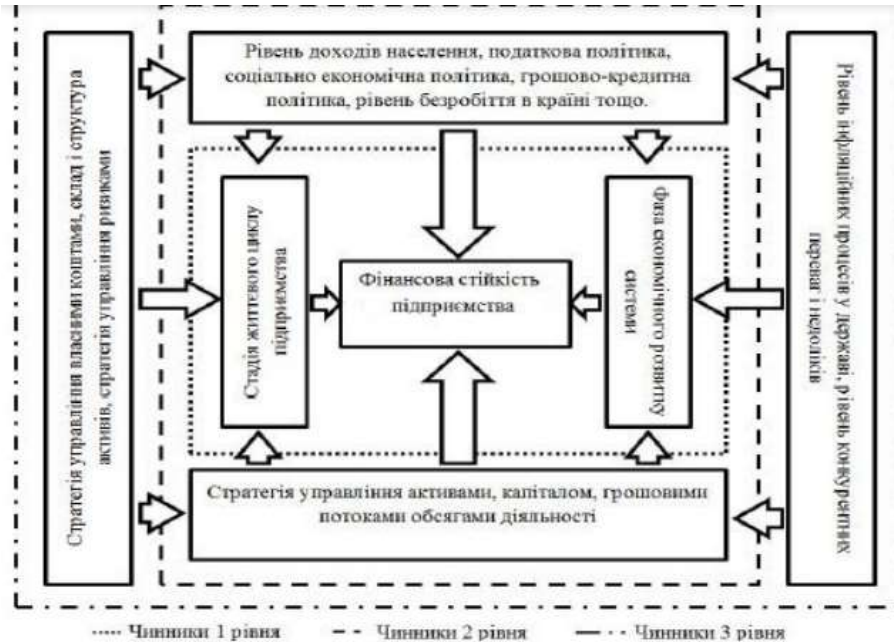 Рівень доходів населення, податкова політика,
соціально економічна політика, грошово-кредитна
політика, рівень безробіття в країні тощо.
Стратегія управління власними коштами, склад і структура
активів, стратегія управління ризиками
Стадія життєвого циклу
підприємства
Фінансова стійкість
підприємства
Фаза економічного розвитку
системи
Рівень інфляційних процесів у державі, рівень конкурентних
переваг і недоліків
Стратегія управління активами, капіталом, грошовими
потоками обсягами діяльності
Чинники 1 рівня
Чинники 2 рівня
Чинники 3 рівня